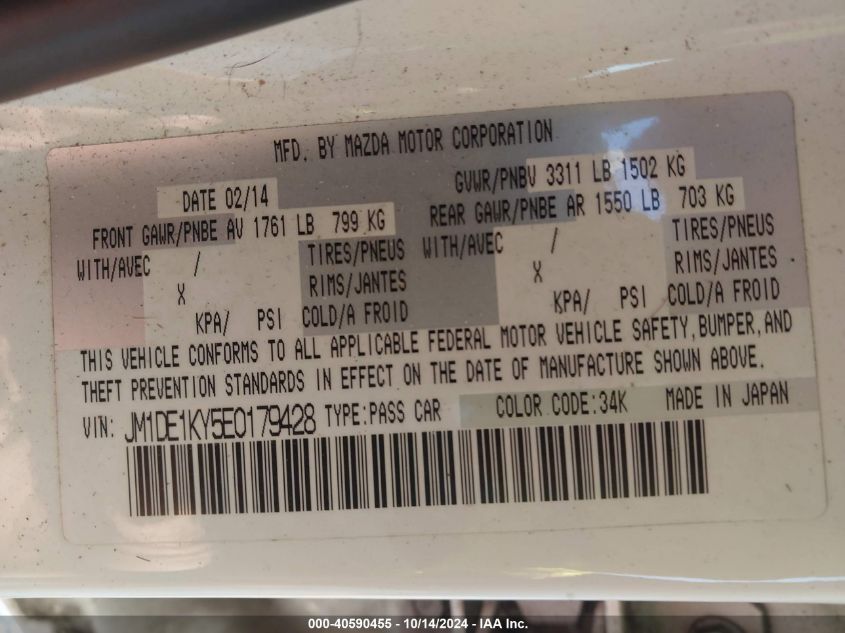 MFD. BY MAZDA MOTOR CORPORATION
DATE 02/14 GVWR/PNBV 3311 LB 1502 KG
FRONT GAWR/PNBE AV 1761 LB 799 KG REAR GAWR/PNBE AR 1550 LB 703 KG
WITH/AVEC / TIRES/PNEUS WITH/AVEC / TIRES/PNEUS
X RIMS/JANTES X RIMS/JANTES
KPA/ PSI COLD/A FROID KPA/ PSI COLD/A FROID
THIS VEHICLE CONFORMS TO ALL APPLICABLE FEDERAL MOTOR VEHICLE SAFETY, BUMPER, AND
THEFT PREVENTION STANDARDS IN EFFECT ON THE DATE OF MANUFACTURE SHOWN ABOVE.
VIN: JM1DE1KY5E0179428 TYPE:PASS CAR COLOR CODE:34K MADE IN JAPAN
000-40590455 - 10/14/2024 - IAA Inc.